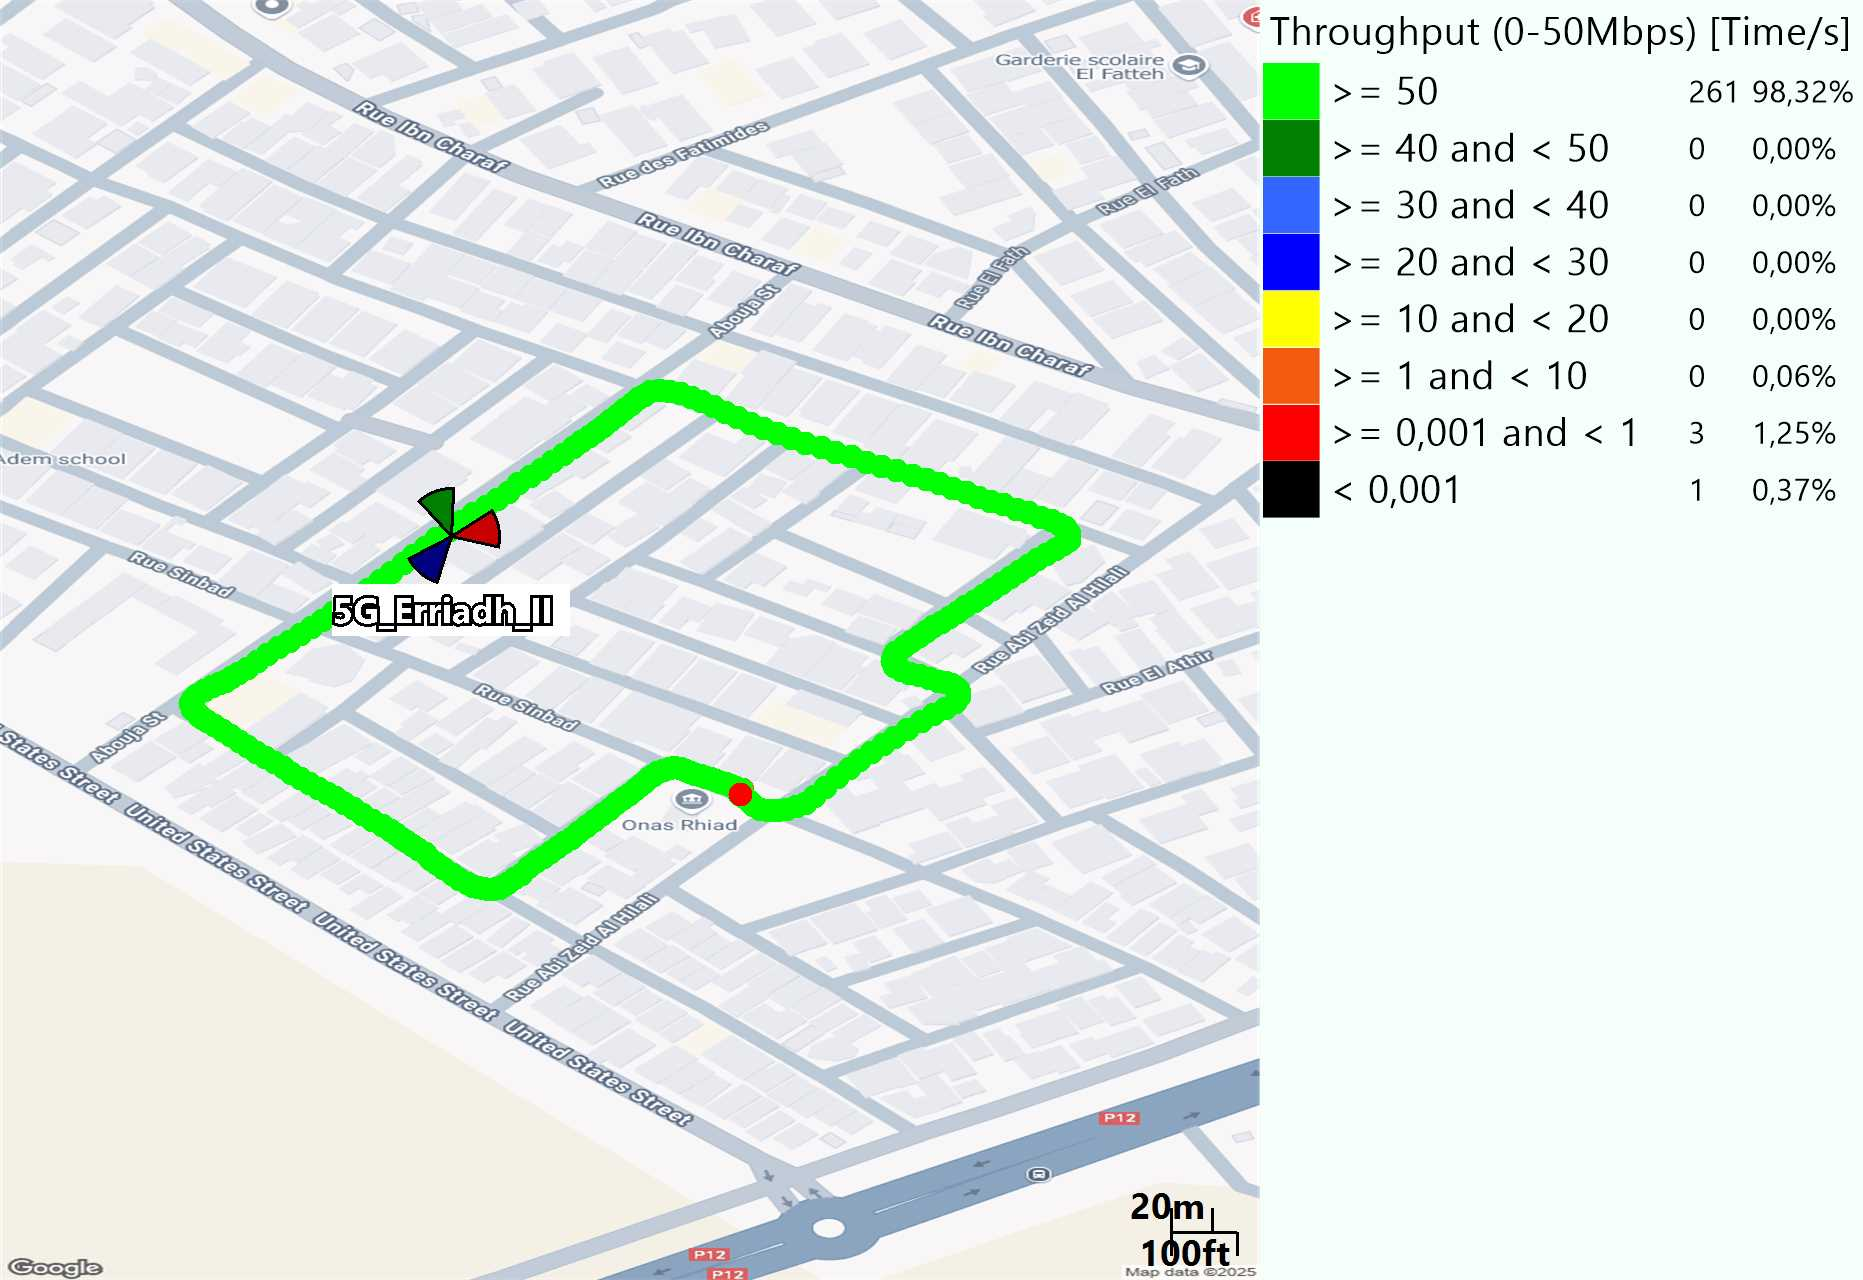 Throughput (0-50Mbps) [Time/s]
>= 50 261 98,32%
>= 40 and < 50 0 0,00%
>= 30 and < 40 0 0,00%
>= 20 and < 30 0 0,00%
>= 10 and < 20 0 0,00%
>= 1 and < 10 0 0,06%
>= 0,001 and < 1 3 1,25%
< 0,001 1 0,37%
Garderie scolaire
El Fatteh
Rue Ibn Charaf
Rue des Fatimides
Rue El Fath
Rue Ibn Charaf
Rue El Fath
Abouja St
Rue Ibn Charaf
Adem school
Rue Sinbad
5G_Erriadh_II
Rue Abi Zeid Al Hilali
Rue El Athir
Rue Sinbad
Abouja St
States Street
United States Street
Onas Rhiad
United States Street
Rue Abi Zeid Al Hilali
United States Street
P12
20m
100ft
P12
P12
Google
Map data ©2025